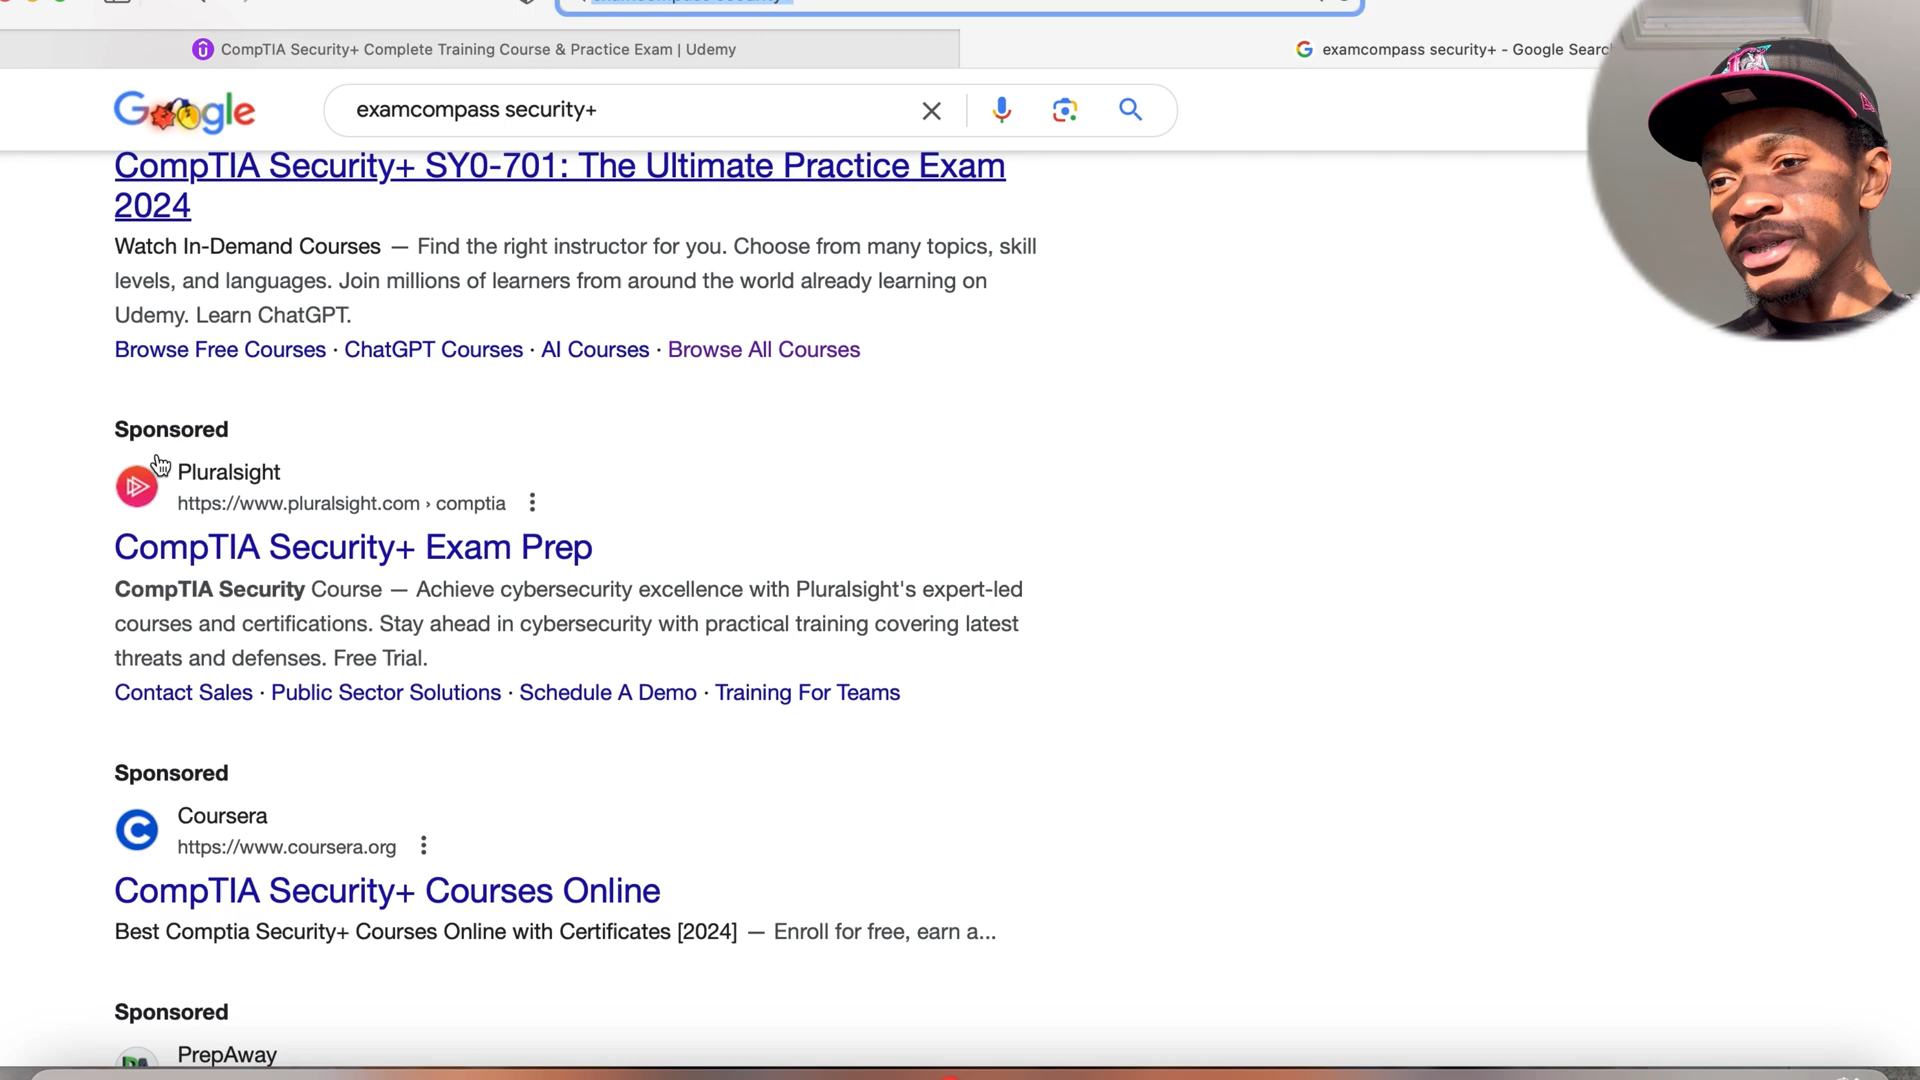 CompTIA Security+ Complete Training Course & Practice Exam | Udemy
examcompass security+ - Google Searc
Google
examcompass security+
CompTIA Security+ SY0-701: The Ultimate Practice Exam
2024
Watch In-Demand Courses — Find the right instructor for you. Choose from many topics, skill
levels, and languages. Join millions of learners from around the world already learning on
Udemy. Learn ChatGPT.
Browse Free Courses · ChatGPT Courses · AI Courses · Browse All Courses
Sponsored
Pluralsight
https://www.pluralsight.com › comptia
CompTIA Security+ Exam Prep
CompTIA Security Course — Achieve cybersecurity excellence with Pluralsight's expert-led
courses and certifications. Stay ahead in cybersecurity with practical training covering latest
threats and defenses. Free Trial.
Contact Sales · Public Sector Solutions · Schedule A Demo · Training For Teams
Sponsored
Coursera
https://www.coursera.org
CompTIA Security+ Courses Online
Best Comptia Security+ Courses Online with Certificates [2024] — Enroll for free, earn a...
Sponsored
PrepAway